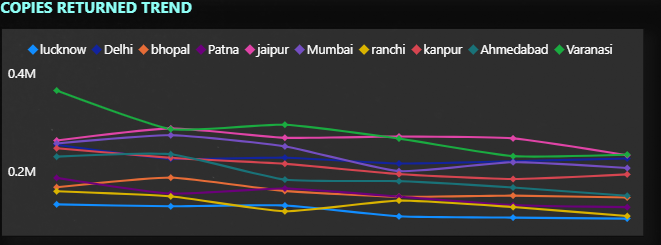 COPIES RETURNED TREND
lucknow Delhi bhopal Patna jaipur Mumbai ranchi kanpur Ahmedabad Varanasi
0.4M
0.2M